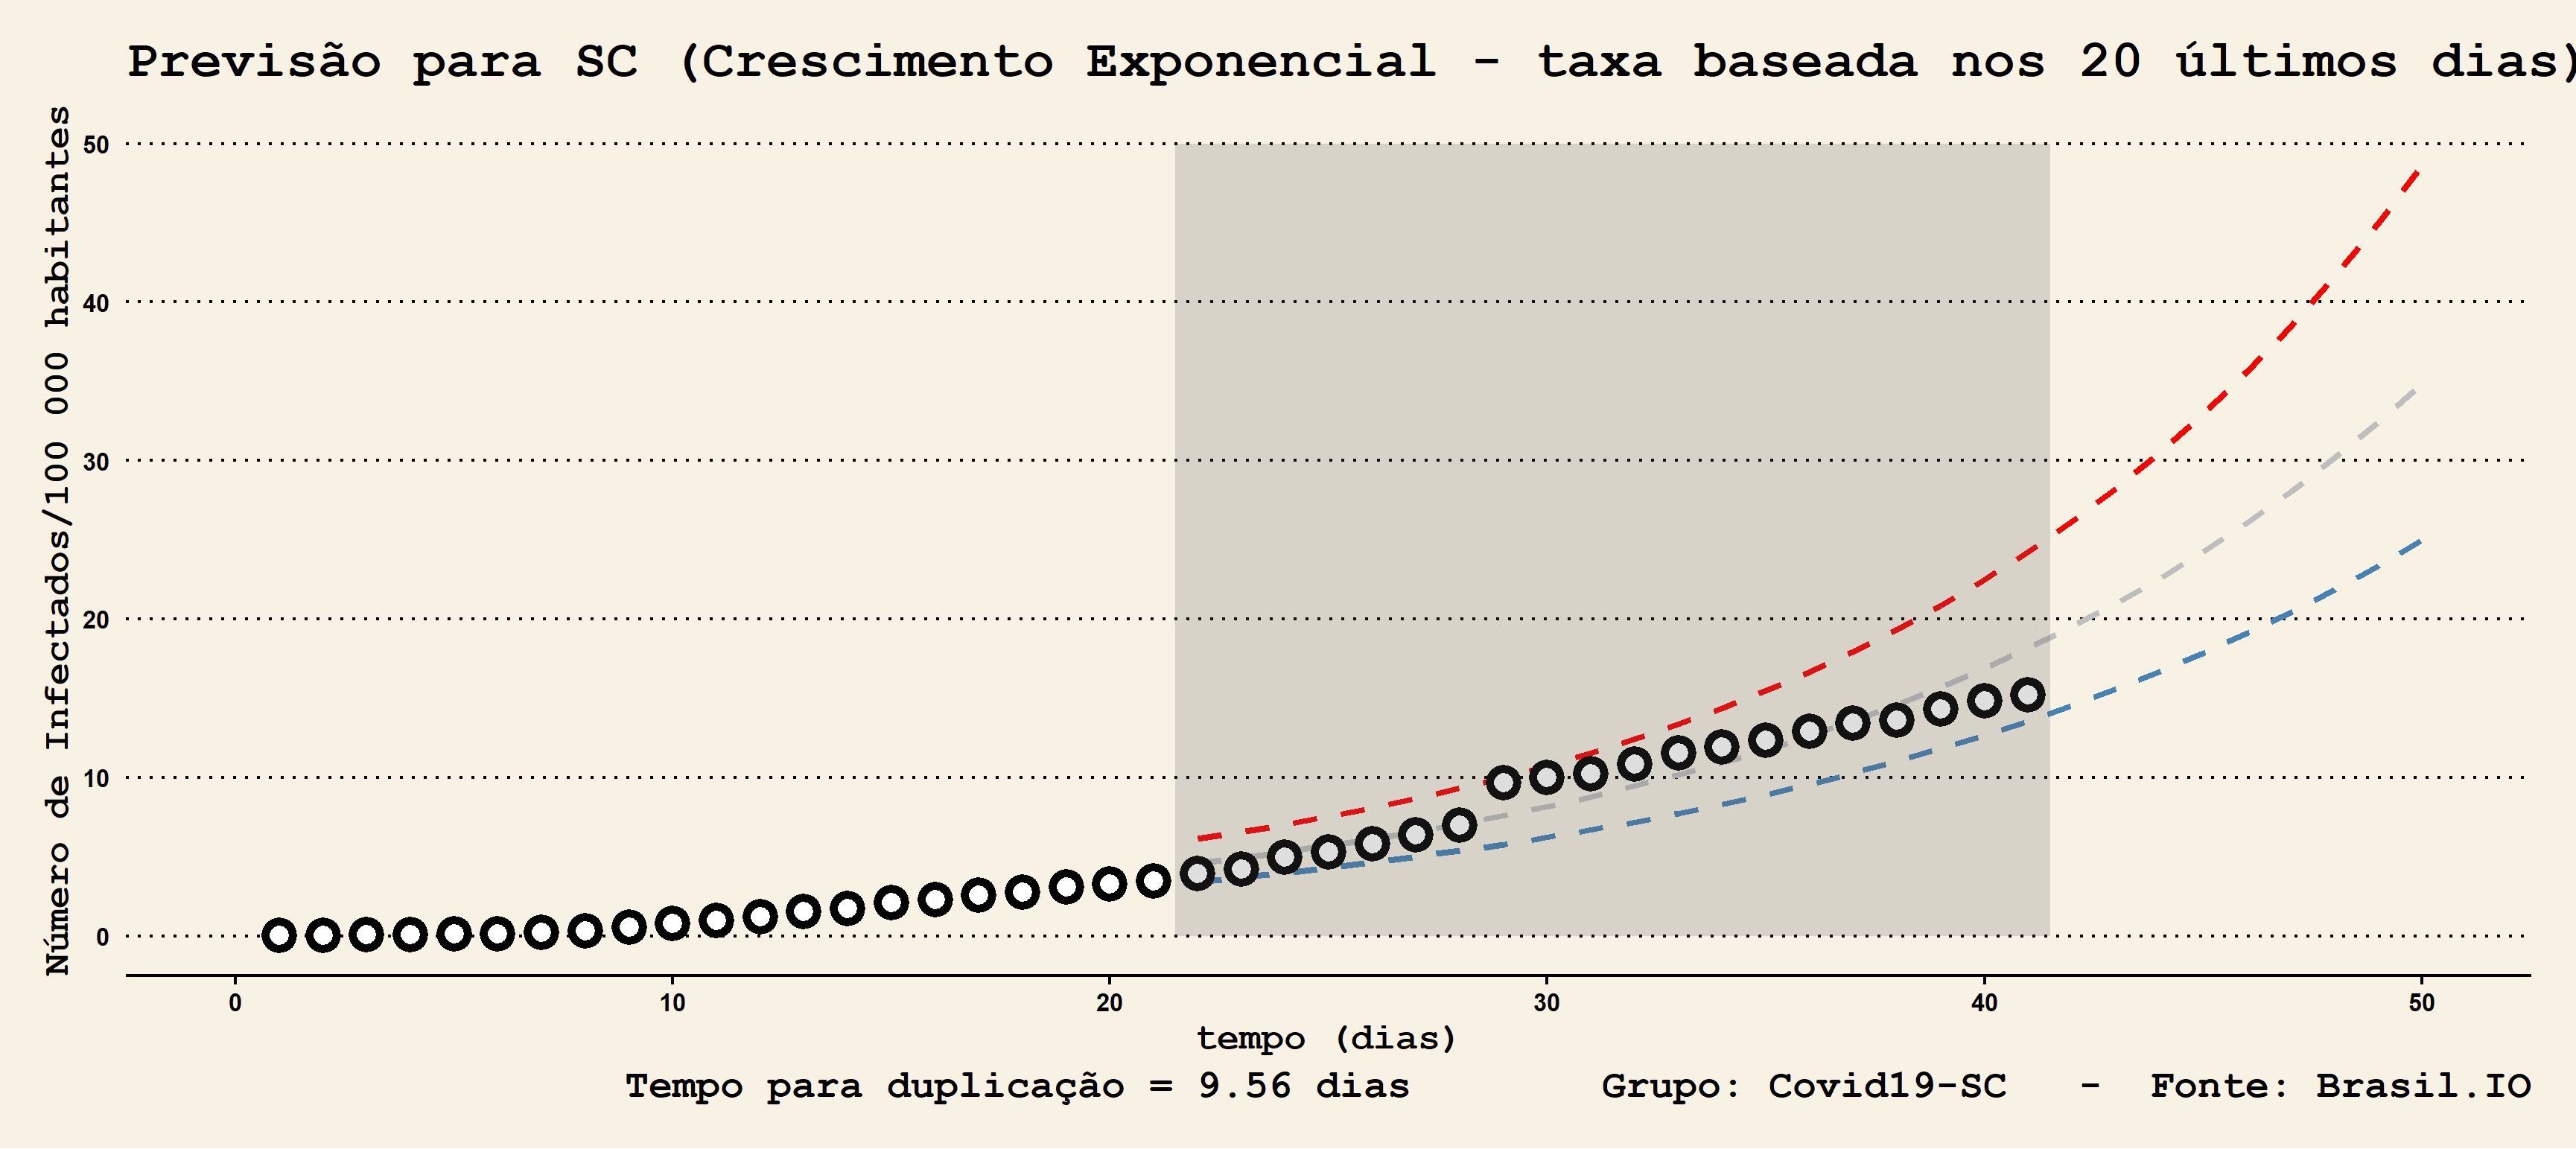 Previsão para SC (Crescimento Exponencial - taxa baseada nos 20 últimos dias)
Número de Infectados/100 000 habitantes
50
40
30
20
10
0
0 10 20 30 40 50
tempo (dias)
Tempo para duplicação = 9.56 dias Grupo: Covid19-SC - Fonte: Brasil.IO